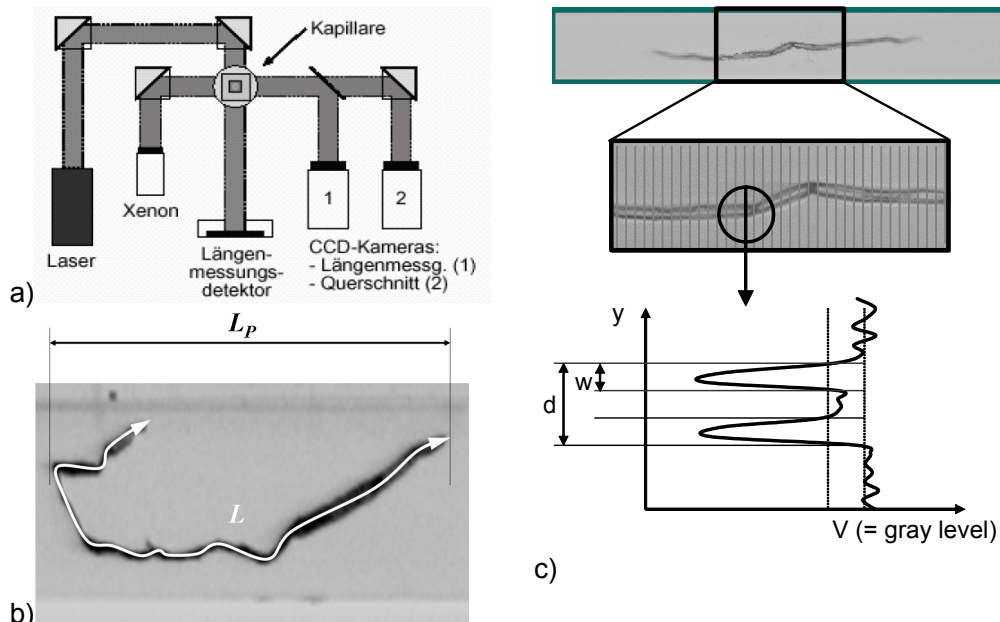 Kapillare
1
2
Xenon
Laser
Längen-
messungs-
detektor
CCD-Kameras:
- Längenmessg. (1)
- Querschnitt (2)
a)
L_P
L
b)
y
w
d
V (= gray level)
c)